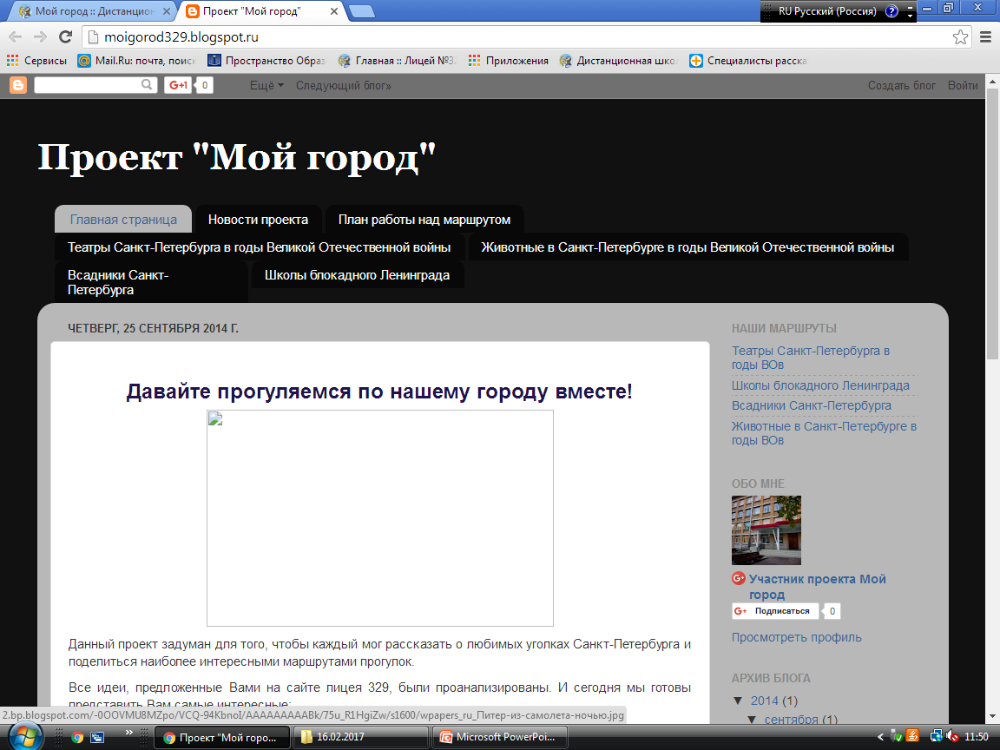 Мой город :: Дистанцион
Проект "Мой город"
RU Русский (Россия)
moigorod329.blogspot.ru
Сервисы
Mail.Ru: почта, поиск
Пространство Образ
Главная :: Лицей №3
Приложения
Дистанционная шко
Специалисты расска
G+1
0
Ещё
Следующий блог»
Создать блог
Войти
Проект "Мой город"
Главная страница
Новости проекта
План работы над маршрутом
Театры Санкт-Петербурга в годы Великой Отечественной войны
Животные в Санкт-Петербурге в годы Великой Отечественной войны
Всадники Санкт-
Петербурга
Школы блокадного Ленинграда
ЧЕТВЕРГ, 25 СЕНТЯБРЯ 2014 Г.
Давайте прогуляемся по нашему городу вместе!
Данный проект задуман для того, чтобы каждый мог рассказать о любимых уголках Санкт-Петербурга и
поделиться наиболее интересными маршрутами прогулок.
Все идеи, предложенные Вами на сайте лицея 329, были проанализированы. И сегодня мы готовы
представить Вам самые интересные:
НАШИ МАРШРУТЫ
Театры Санкт-Петербурга в
годы ВОв
Школы блокадного Ленинграда
Всадники Санкт-Петербурга
Животные в Санкт-Петербурге в
годы ВОв
ОБО МНЕ
G+ Участник проекта Мой
город
G+ Подписаться
0
Просмотреть профиль
АРХИВ БЛОГА
▼ 2014 (1)
▼ сентября (1)
2.bp.blogspot.com/-0OOVMU8MZpo/VCQ-94KbnoI/AAAAAAAAABk/75u_R1HgiZw/s1600/wpapers_ru_Питер-из-самолета-ночью.jpg
Проект "Мой горо...
16.02.2017
Microsoft PowerPoi...
11:50